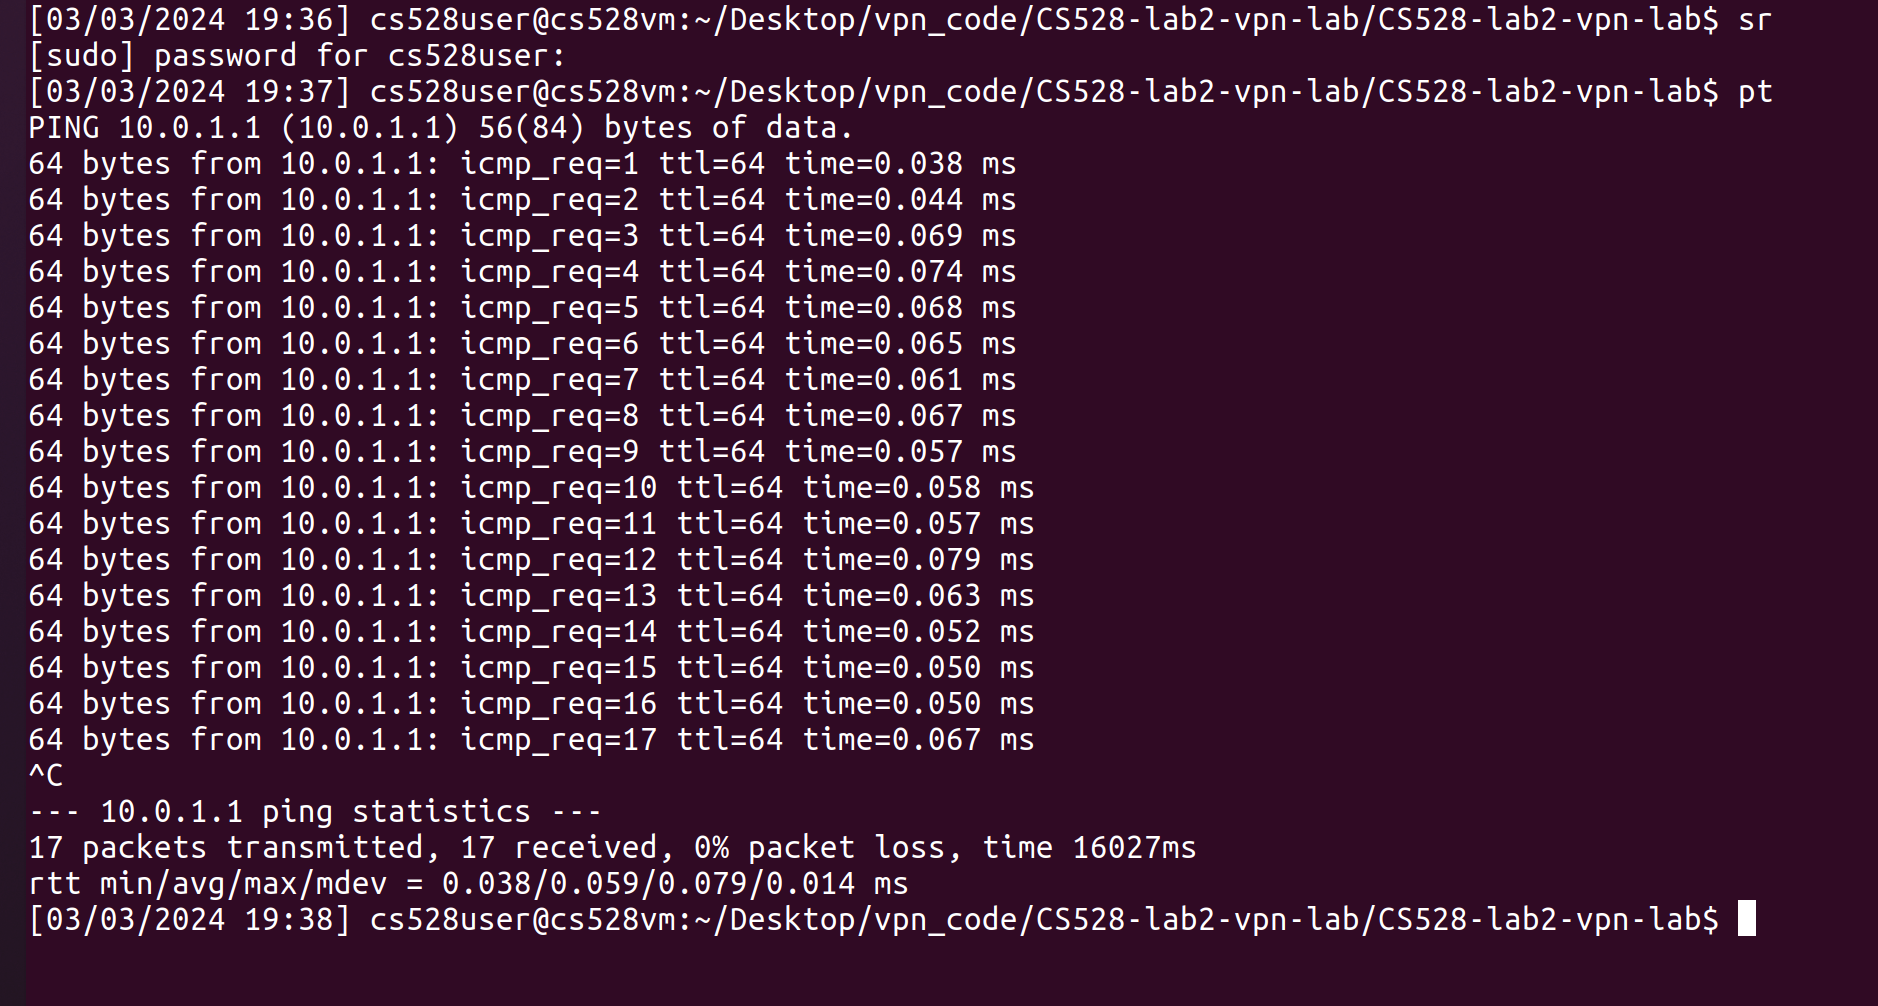 [03/03/2024 19:36] cs528user@cs528vm:~/Desktop/vpn_code/CS528-lab2-vpn-lab/CS528-lab2-vpn-lab$ sr
[sudo] password for cs528user:
[03/03/2024 19:37] cs528user@cs528vm:~/Desktop/vpn_code/CS528-lab2-vpn-lab/CS528-lab2-vpn-lab$ pt
PING 10.0.1.1 (10.0.1.1) 56(84) bytes of data.
64 bytes from 10.0.1.1: icmp_req=1 ttl=64 time=0.038 ms
64 bytes from 10.0.1.1: icmp_req=2 ttl=64 time=0.044 ms
64 bytes from 10.0.1.1: icmp_req=3 ttl=64 time=0.069 ms
64 bytes from 10.0.1.1: icmp_req=4 ttl=64 time=0.074 ms
64 bytes from 10.0.1.1: icmp_req=5 ttl=64 time=0.068 ms
64 bytes from 10.0.1.1: icmp_req=6 ttl=64 time=0.065 ms
64 bytes from 10.0.1.1: icmp_req=7 ttl=64 time=0.061 ms
64 bytes from 10.0.1.1: icmp_req=8 ttl=64 time=0.067 ms
64 bytes from 10.0.1.1: icmp_req=9 ttl=64 time=0.057 ms
64 bytes from 10.0.1.1: icmp_req=10 ttl=64 time=0.058 ms
64 bytes from 10.0.1.1: icmp_req=11 ttl=64 time=0.057 ms
64 bytes from 10.0.1.1: icmp_req=12 ttl=64 time=0.079 ms
64 bytes from 10.0.1.1: icmp_req=13 ttl=64 time=0.063 ms
64 bytes from 10.0.1.1: icmp_req=14 ttl=64 time=0.052 ms
64 bytes from 10.0.1.1: icmp_req=15 ttl=64 time=0.050 ms
64 bytes from 10.0.1.1: icmp_req=16 ttl=64 time=0.050 ms
64 bytes from 10.0.1.1: icmp_req=17 ttl=64 time=0.067 ms
^C
--- 10.0.1.1 ping statistics ---
17 packets transmitted, 17 received, 0% packet loss, time 16027ms
rtt min/avg/max/mdev = 0.038/0.059/0.079/0.014 ms
[03/03/2024 19:38] cs528user@cs528vm:~/Desktop/vpn_code/CS528-lab2-vpn-lab/CS528-lab2-vpn-lab$